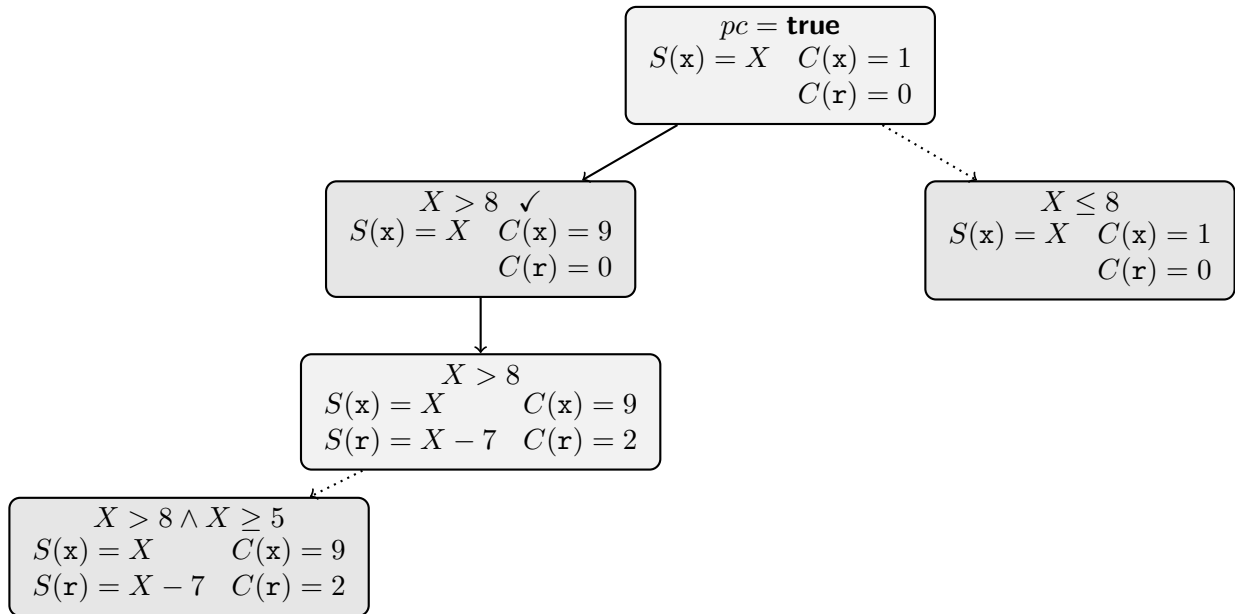 pc = true
S(x) = X C(x) = 1
C(r) = 0
X > 8 ✓
S(x) = X C(x) = 9
C(r) = 0
X ≤ 8
S(x) = X C(x) = 1
C(r) = 0
X > 8
S(x) = X C(x) = 9
S(r) = X − 7 C(r) = 2
X > 8 ∧ X ≥ 5
S(x) = X C(x) = 9
S(r) = X − 7 C(r) = 2